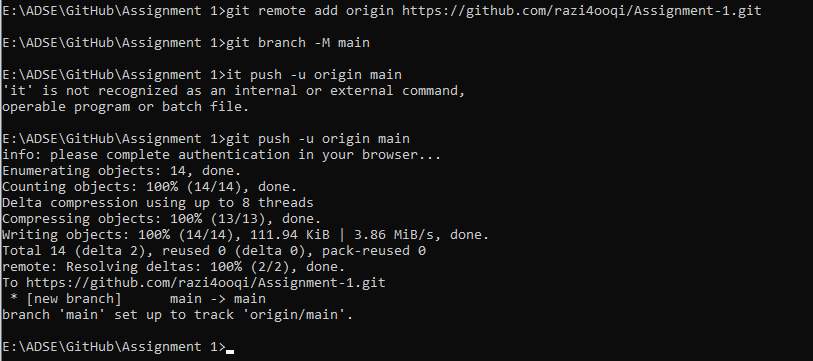 E:\ADSE\GitHub\Assignment 1>git remote add origin https://github.com/razi4ooqi/Assignment-1.git
E:\ADSE\GitHub\Assignment 1>git branch -M main
E:\ADSE\GitHub\Assignment 1>it push -u origin main
'it' is not recognized as an internal or external command,
operable program or batch file.
E:\ADSE\GitHub\Assignment 1>git push -u origin main
info: please complete authentication in your browser...
Enumerating objects: 14, done.
Counting objects: 100% (14/14), done.
Delta compression using up to 8 threads
Compressing objects: 100% (13/13), done.
Writing objects: 100% (14/14), 111.94 KiB | 3.86 MiB/s, done.
Total 14 (delta 2), reused 0 (delta 0), pack-reused 0
remote: Resolving deltas: 100% (2/2), done.
To https://github.com/razi4ooqi/Assignment-1.git
 * [new branch]      main -> main
branch 'main' set up to track 'origin/main'.
E:\ADSE\GitHub\Assignment 1>